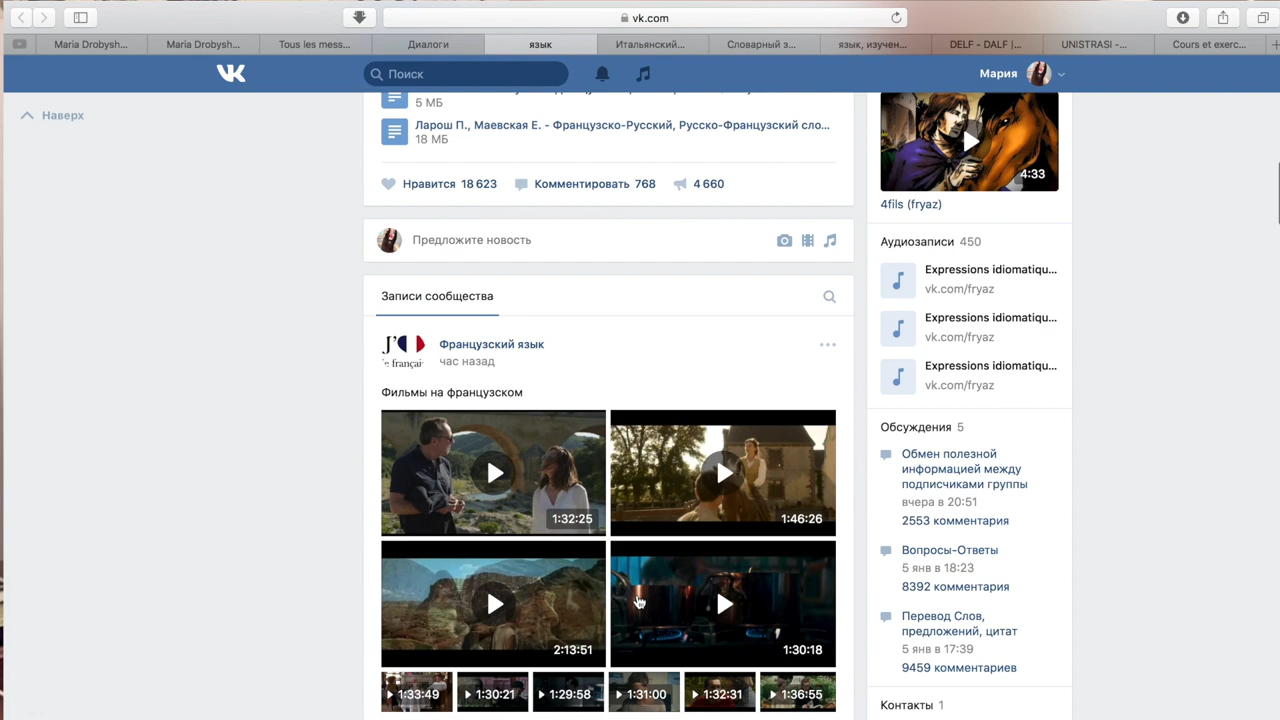 vk.com
Maria Drobysh...
Maria Drobysh...
Tous les mess...
Диалоги
язык
Итальянский...
Словарный з...
язык, изучен...
DELF - DALF |...
UNISTRASI -...
Cours et exerc...
Поиск
Мария
Наверх
5 МБ
Ларош П., Маевская Е. - Французско-Русский, Русско-Французский сло...
18 МБ
Нравится 18 623
Комментировать 768
4 660
Предложите новость
Записи сообщества
J'
le français
Французский язык
час назад
Фильмы на французском
1:32:25
1:46:26
2:13:51
1:30:18
1:33:49
1:30:21
1:29:58
1:31:00
1:32:31
1:36:55
4:33
4fils (fryaz)
Аудиозаписи 450
Expressions idiomatiqu...
vk.com/fryaz
Expressions idiomatiqu...
vk.com/fryaz
Expressions idiomatiqu...
vk.com/fryaz
Обсуждения 5
Обмен полезной
информацией между
подписчиками группы
вчера в 20:51
2553 комментария
Вопросы-Ответы
5 янв в 18:23
8392 комментария
Перевод Слов,
предложений, цитат
5 янв в 17:39
9459 комментариев
Контакты 1